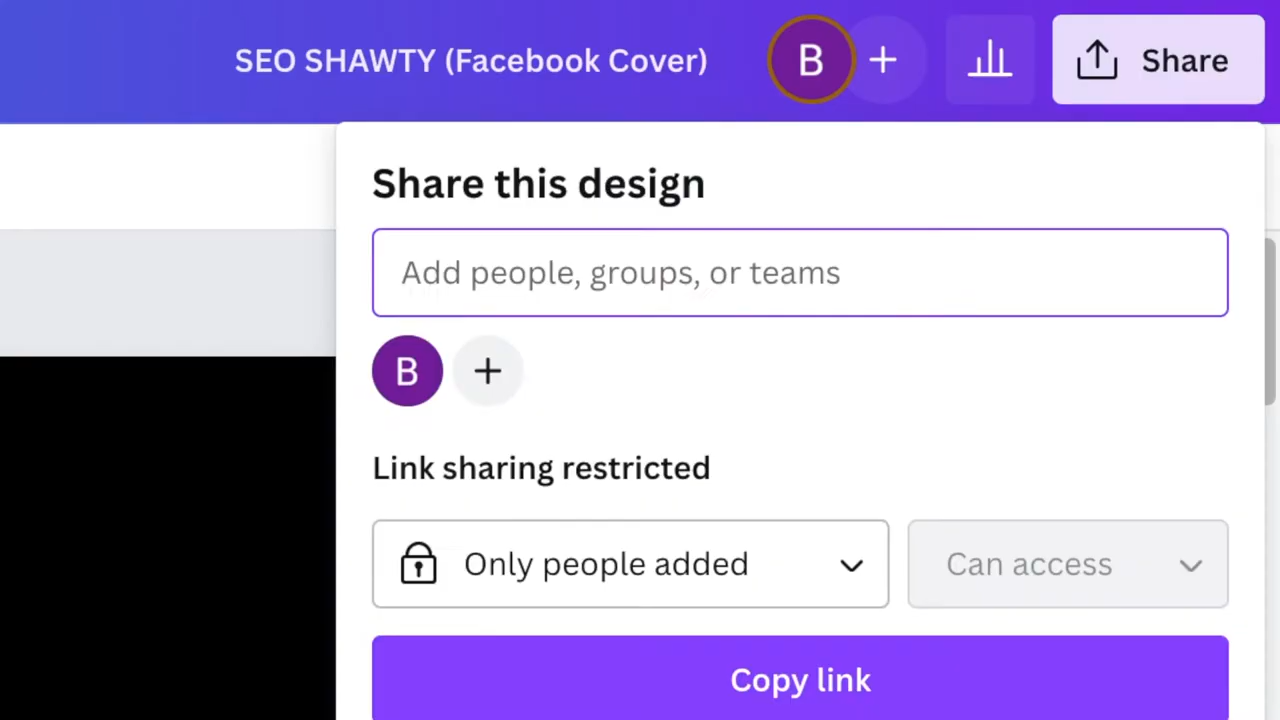 SEO SHAWTY (Facebook Cover)
B
Share
Share this design
Add people, groups, or teams
B
Link sharing restricted
Only people added
Can access
Copy link